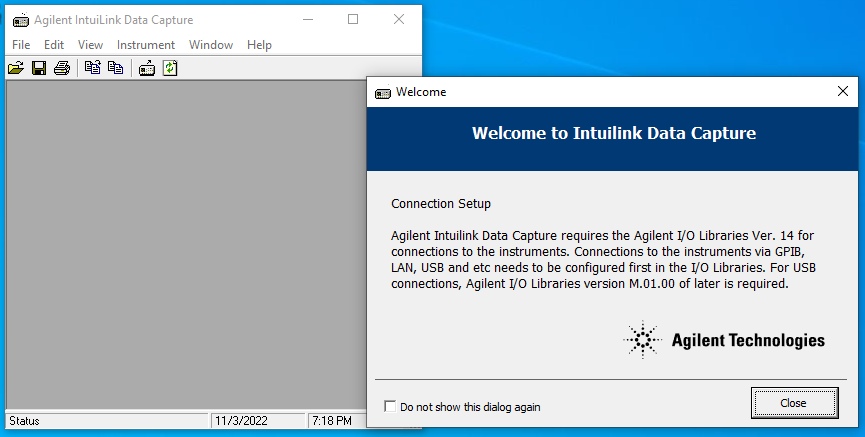 Agilent IntuiLink Data Capture
File Edit View Instrument Window Help
Welcome
Welcome to Intuilink Data Capture
Connection Setup
Agilent Intuilink Data Capture requires the Agilent I/O Libraries Ver. 14 for
connections to the instruments. Connections to the instruments via GPIB,
LAN, USB and etc needs to be configured first in the I/O Libraries. For USB
connections, Agilent I/O Libraries version M.01.00 of later is required.
Agilent Technologies
Do not show this dialog again
Close
Status 11/3/2022 7:18 PM